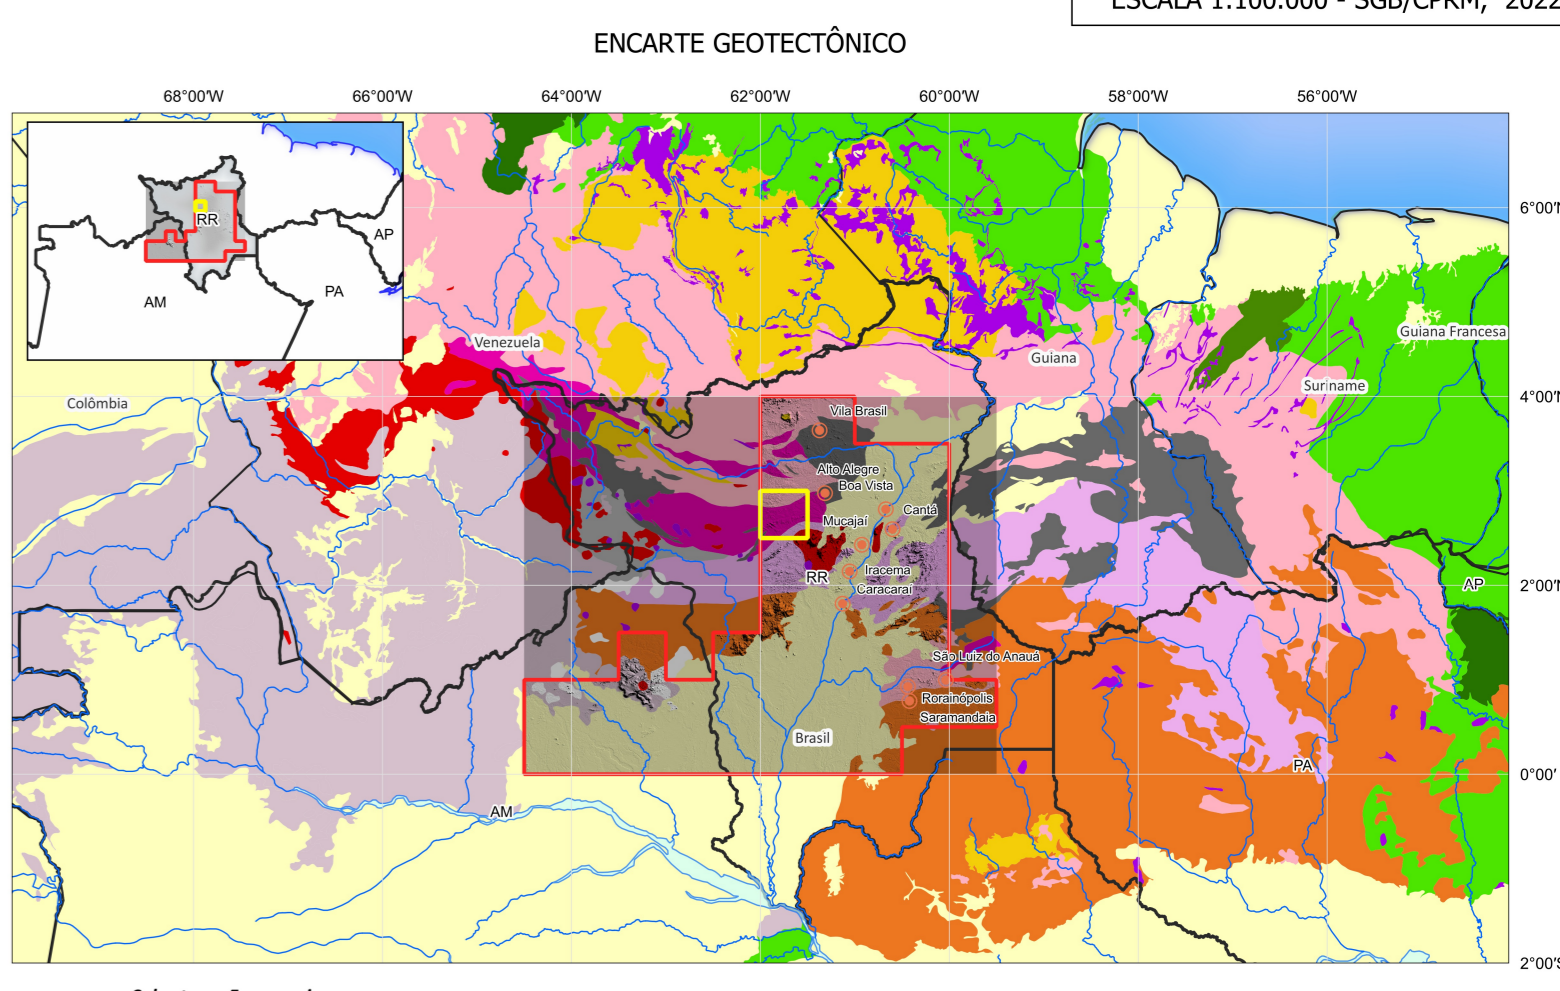 ESCALA 1:100.000 - SGB/CPRM, 2022
ENCARTE GEOTECTÔNICO
68°00'W 66°00'W 64°00'W 62°00'W 60°00'W 58°00'W 56°00'W
RR
AP
AM
PA
6°00'N
Venezuela
Guiana
Guiana Francesa
Suriname
4°00'N
Colômbia
Vila Brasil
Alto Alegre
Boa Vista
Cantá
Mucajaí
RR
Iracema
Caracaraí
2°00'N
AP
São Luiz do Anauá
Rorainópolis
Saramandaia
Brasil
PA
0°00'
AM
2°00'S